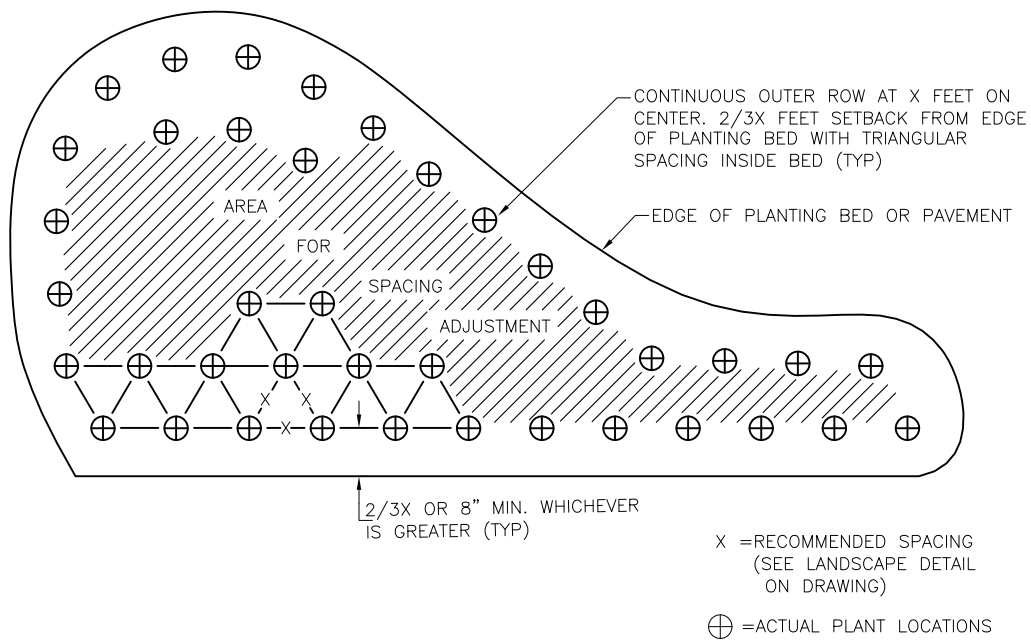 CONTINUOUS OUTER ROW AT X FEET ON
CENTER. 2/3X FEET SETBACK FROM EDGE
OF PLANTING BED WITH TRIANGULAR
SPACING INSIDE BED (TYP)
AREA
EDGE OF PLANTING BED OR PAVEMENT
FOR
SPACING
ADJUSTMENT
X
X
X
2/3X OR 8" MIN. WHICHEVER
IS GREATER (TYP)
X =RECOMMENDED SPACING
(SEE LANDSCAPE DETAIL
ON DRAWING)
=ACTUAL PLANT LOCATIONS